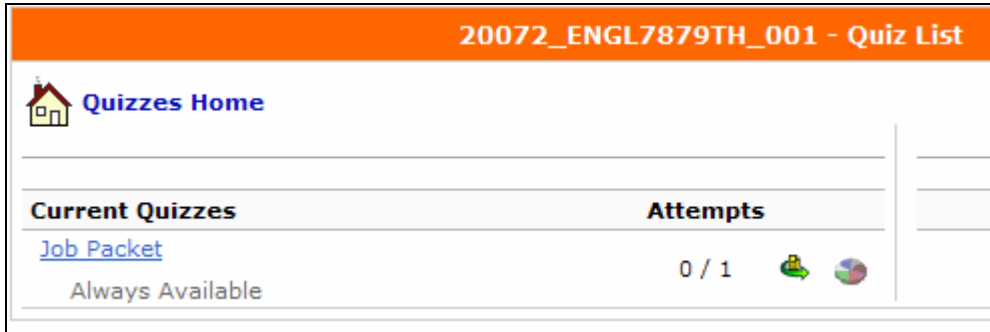 20072_ENGL7879TH_001 - Quiz List
Quizzes Home
Current Quizzes Attempts
Job Packet
0 / 1
Always Available